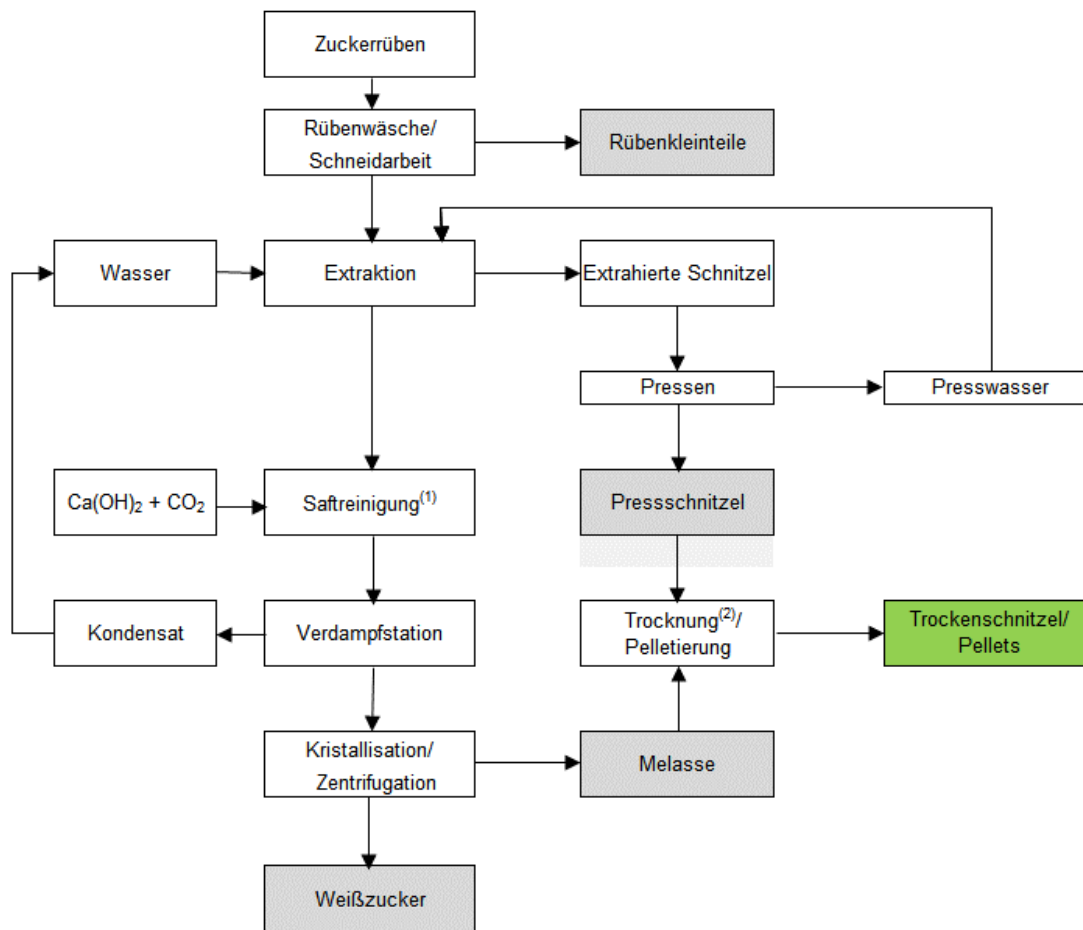 Zuckerrüben
Rübenwäsche/
Schneidarbeit
Rübenkleinteile
Wasser
Extraktion
Extrahierte Schnitzel
Pressen
Presswasser
Ca(OH)₂ + CO₂
Saftreinigung⁽¹⁾
Pressschnitzel
Kondensat
Verdampfstation
Trocknung⁽²⁾/
Pelletierung
Trockenschnitzel/
Pellets
Kristallisation/
Zentrifugation
Melasse
Weißzucker